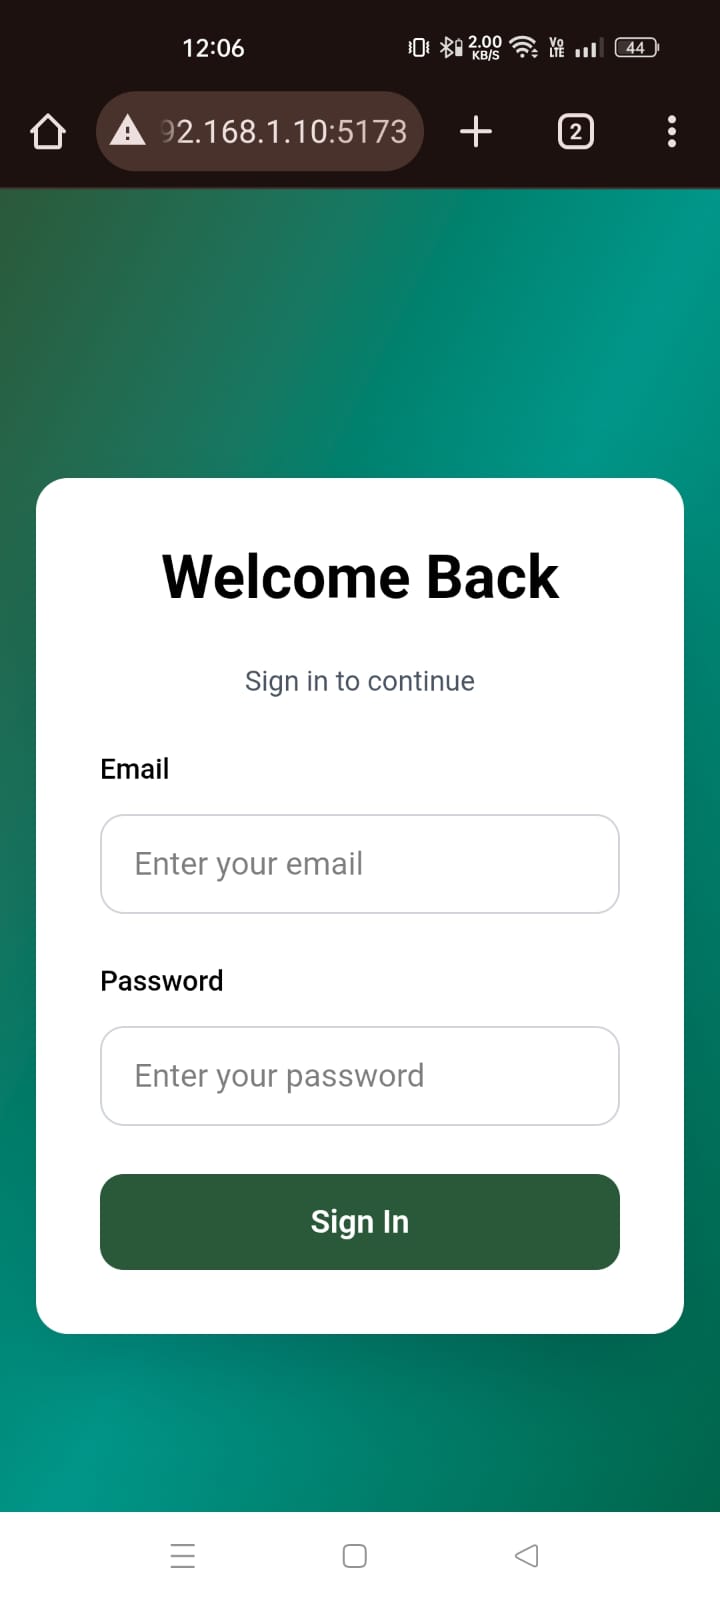 12:06
2.00
KB/S
Vo
LTE
44
92.168.1.10:5173
2
Welcome Back
Sign in to continue
Email
Enter your email
Password
Enter your password
Sign In